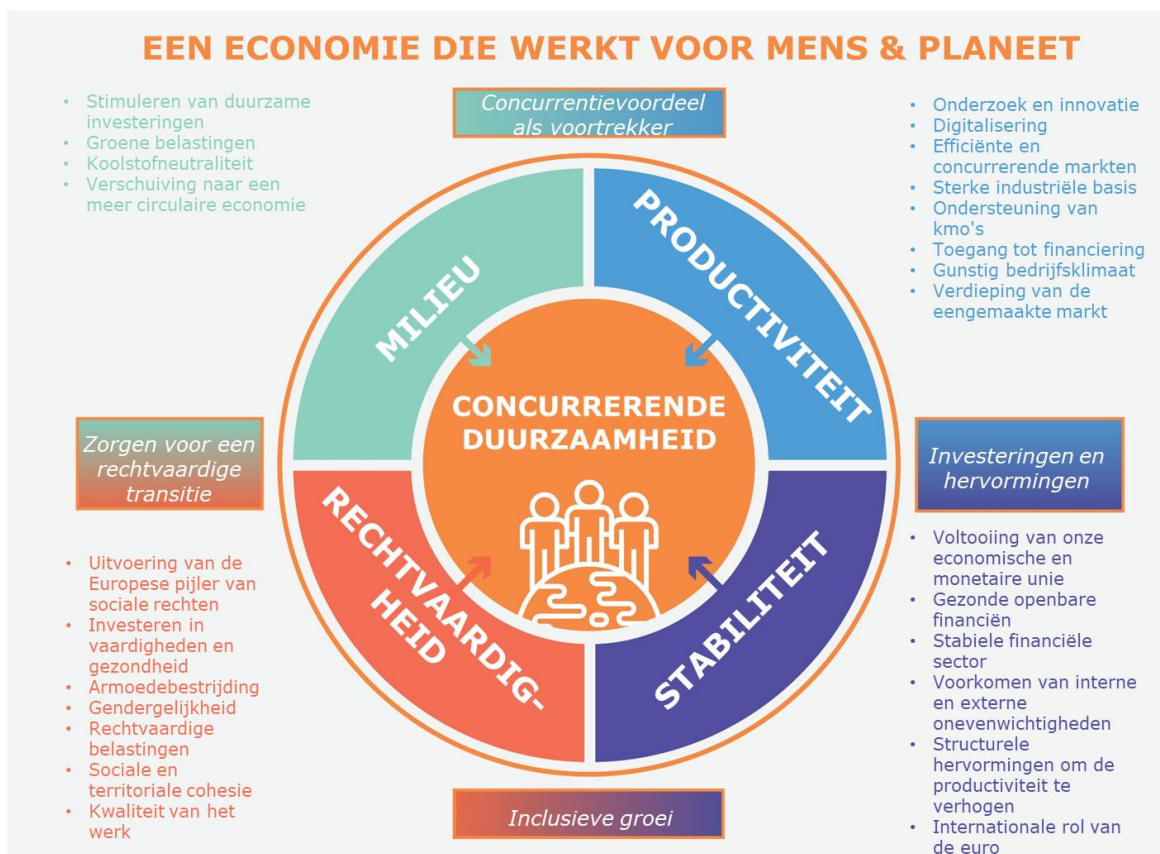 EEN ECONOMIE DIE WERKT VOOR MENS & PLANEET
• Stimuleren van duurzame
investeringen
• Groene belastingen
• Koolstofneutraliteit
• Verschuiving naar een
meer circulaire economie
Concurrentievoordeel
als voortrekker
• Onderzoek en innovatie
• Digitalisering
• Efficiënte en
concurrerende markten
• Sterke industriële basis
• Ondersteuning van
kmo's
• Toegang tot financiering
• Gunstig bedrijfsklimaat
• Verdieping van de
eengemaakte markt
MILIEU
PRODUCTIVITEIT
CONCURRERENDE
DUURZAAMHEID
Zorgen voor een
rechtvaardige
transitie
Investeringen en
hervormingen
RECHTVAARDIG-
HEID
STABILITEIT
• Uitvoering van de
Europese pijler van
sociale rechten
• Investeren in
vaardigheden en
gezondheid
• Armoedebestrijding
• Gendergelijkheid
• Rechtvaardige
belastingen
• Sociale en
territoriale cohesie
• Kwaliteit van het
werk
Inclusieve groei
• Voltooiing van onze
economische en
monetaire unie
• Gezonde openbare
financiën
• Stabiele financiële
sector
• Voorkomen van interne
en externe
onevenwichtigheden
• Structurele
hervormingen om de
productiviteit te
verhogen
• Internationale rol van
de euro